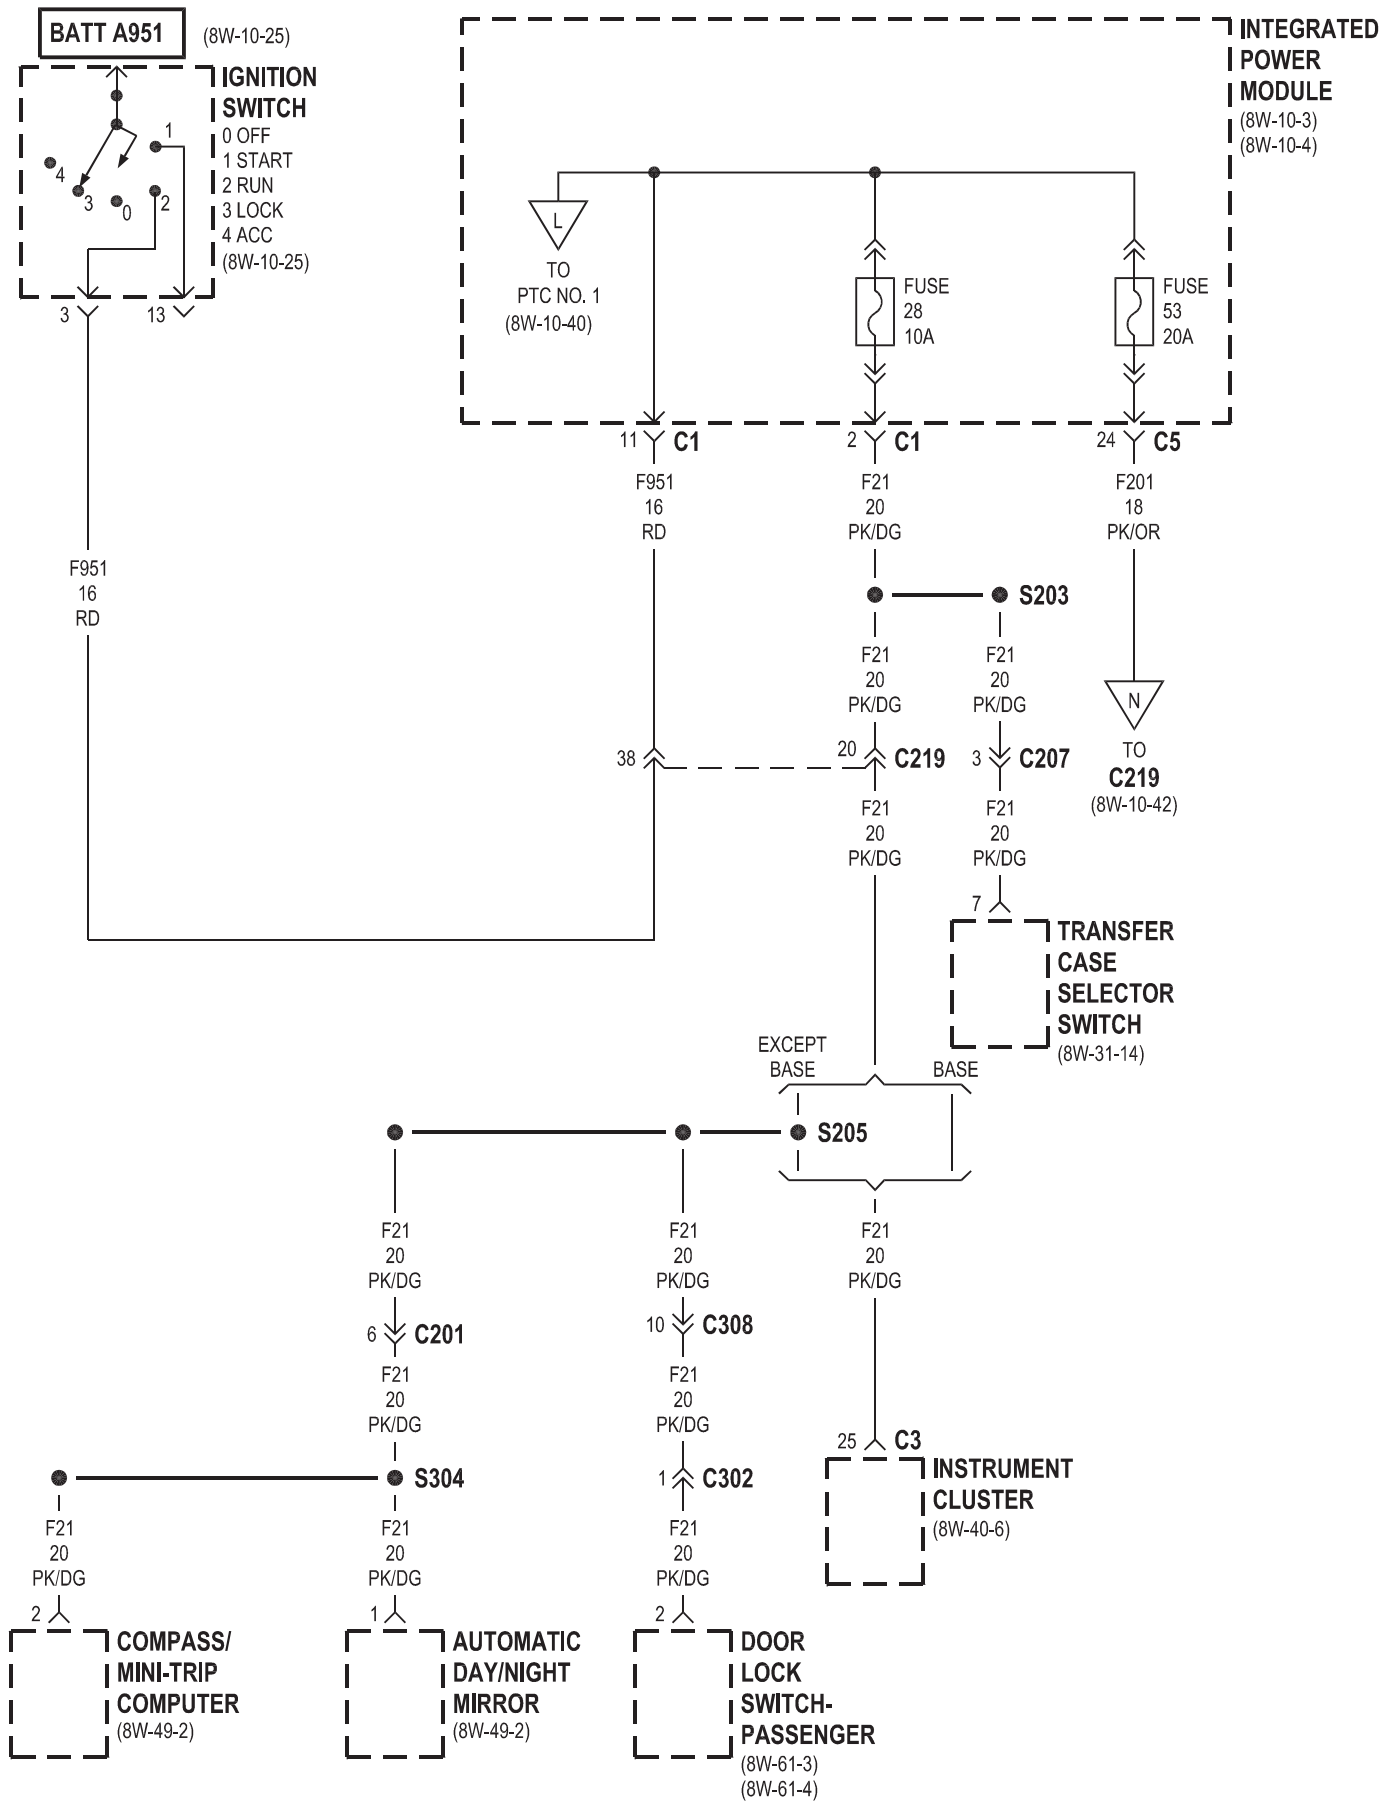 BATT A951
(8W-10-25)
IGNITION
SWITCH
0 OFF
1 START
2 RUN
3 LOCK
4 ACC
(8W-10-25)
1
4
3
0
2
3
13
INTEGRATED
POWER
MODULE
(8W-10-3)
(8W-10-4)
L
TO
PTC NO. 1
(8W-10-40)
FUSE
28
10A
FUSE
53
20A
11
C1
2
C1
24
C5
F951
16
RD
F21
20
PK/DG
F201
18
PK/OR
F951
16
RD
S203
F21
20
PK/DG
F21
20
PK/DG
N
TO
C219
(8W-10-42)
38
20
C219
3
C207
F21
20
PK/DG
F21
20
PK/DG
7
TRANSFER
CASE
SELECTOR
SWITCH
(8W-31-14)
EXCEPT
BASE
BASE
S205
F21
20
PK/DG
F21
20
PK/DG
F21
20
PK/DG
6
C201
10
C308
F21
20
PK/DG
F21
20
PK/DG
25
C3
INSTRUMENT
CLUSTER
(8W-40-6)
S304
1
C302
F21
20
PK/DG
F21
20
PK/DG
F21
20
PK/DG
2
COMPASS/
MINI-TRIP
COMPUTER
(8W-49-2)
1
AUTOMATIC
DAY/NIGHT
MIRROR
(8W-49-2)
2
DOOR
LOCK
SWITCH-
PASSENGER
(8W-61-3)
(8W-61-4)